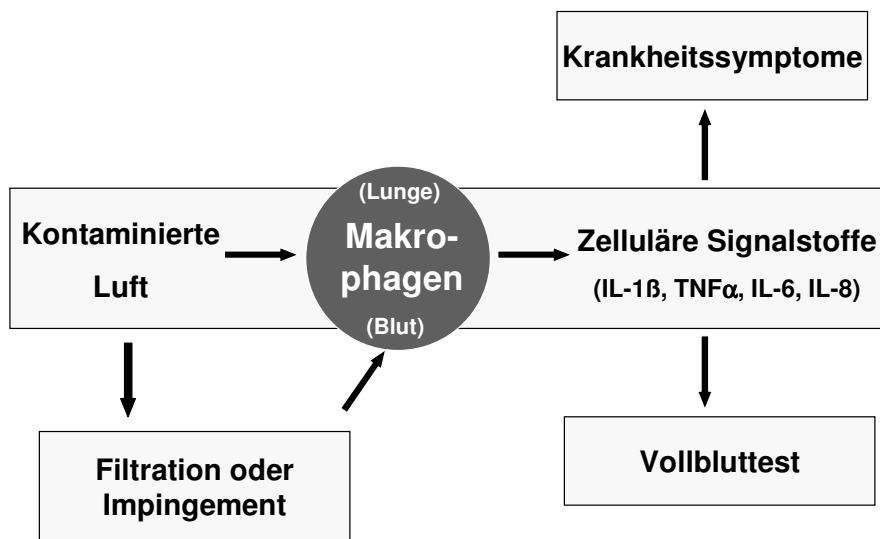 Krankheitssymptome
(Lunge)
Kontaminierte
Luft
Makro-
phagen
(Blut)
Zelluläre Signalstoffe
(IL-1ß, TNFα, IL-6, IL-8)
Filtration oder
Impingement
Vollbluttest